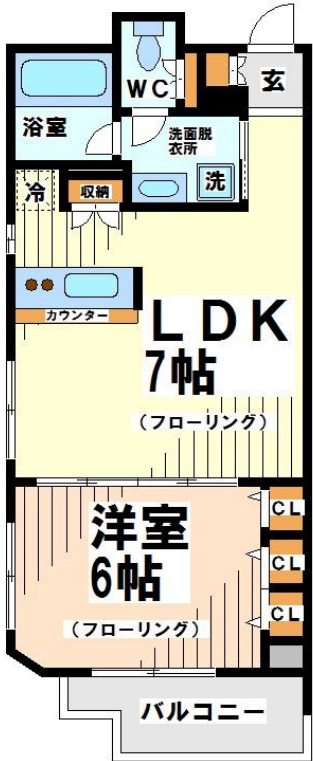 WC
玄
浴室
洗面脱
衣所
洗
冷
収納
カウンター
LDK
7帖
(フローリング)
洋室
6帖
(フローリング)
CL
CL
CL
バルコニー